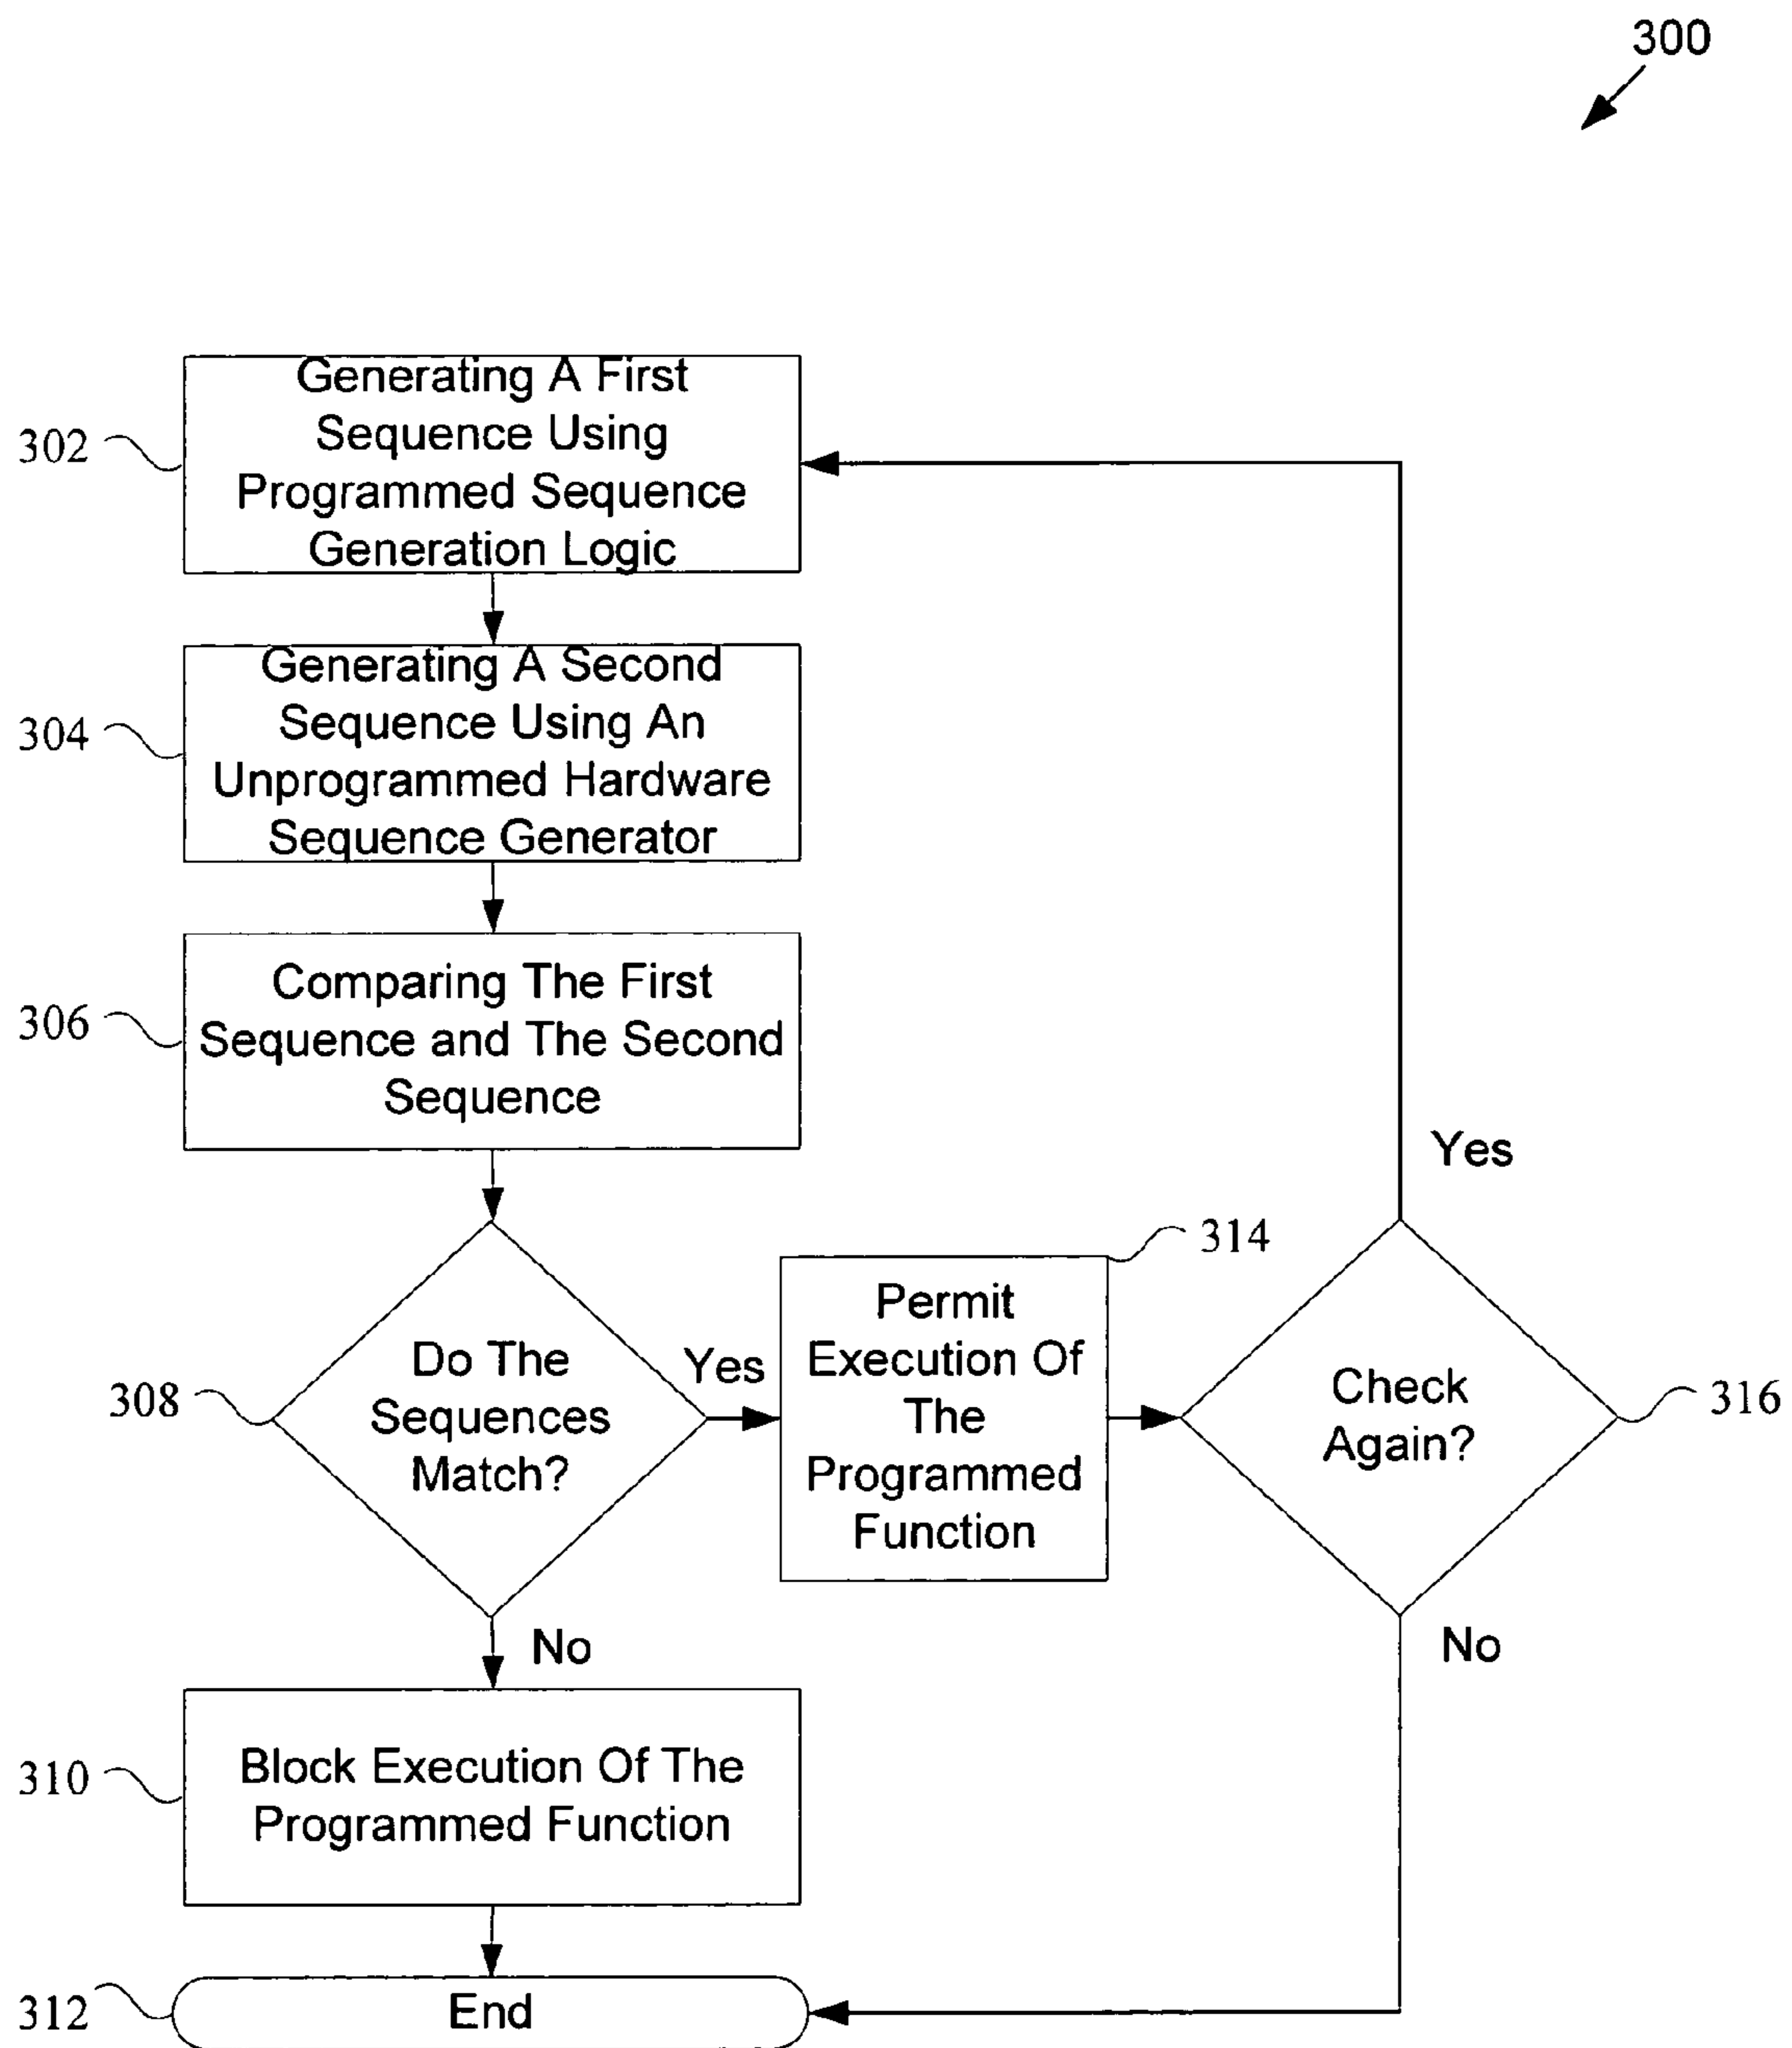 300
302
Generating A First
Sequence Using
Programmed Sequence
Generation Logic
304
Generating A Second
Sequence Using An
Unprogrammed Hardware
Sequence Generator
306
Comparing The First
Sequence and The Second
Sequence
308
Do The
Sequences
Match?
Yes
314
Permit
Execution Of
The
Programmed
Function
316
Check
Again?
Yes
No
No
310
Block Execution Of The
Programmed Function
312
End